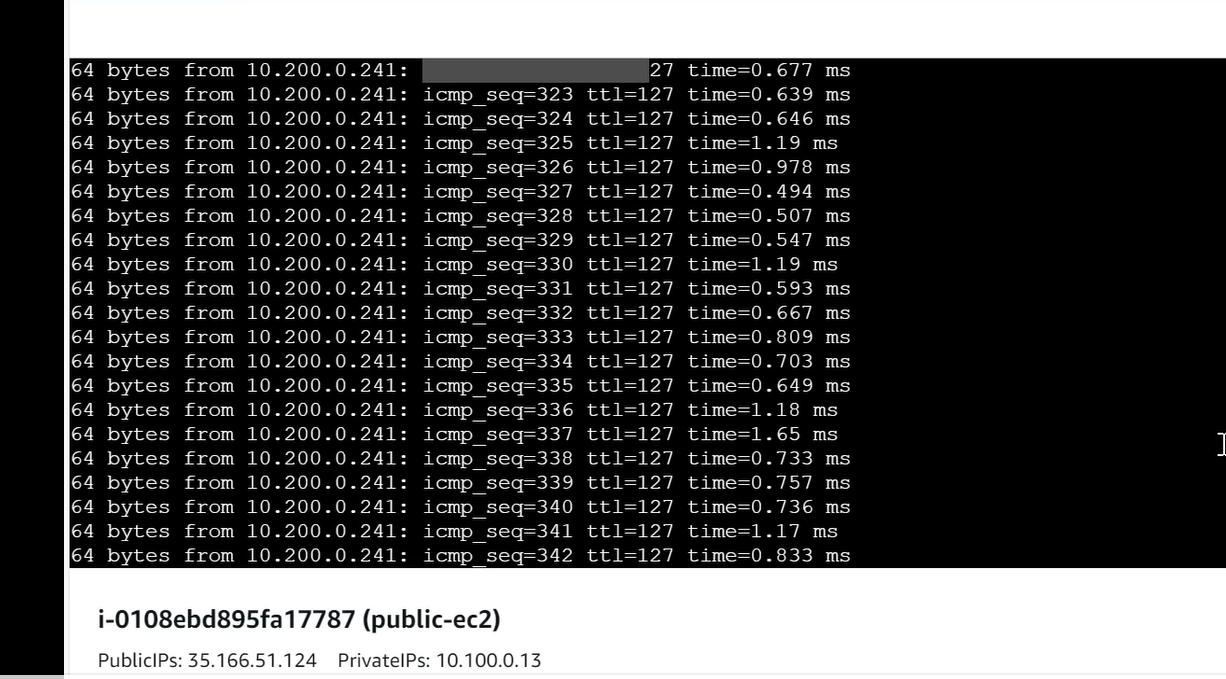 64 bytes from 10.200.0.241: 27 time=0.677 ms
64 bytes from 10.200.0.241: icmp_seq=323 ttl=127 time=0.639 ms
64 bytes from 10.200.0.241: icmp_seq=324 ttl=127 time=0.646 ms
64 bytes from 10.200.0.241: icmp_seq=325 ttl=127 time=1.19 ms
64 bytes from 10.200.0.241: icmp_seq=326 ttl=127 time=0.978 ms
64 bytes from 10.200.0.241: icmp_seq=327 ttl=127 time=0.494 ms
64 bytes from 10.200.0.241: icmp_seq=328 ttl=127 time=0.507 ms
64 bytes from 10.200.0.241: icmp_seq=329 ttl=127 time=0.547 ms
64 bytes from 10.200.0.241: icmp_seq=330 ttl=127 time=1.19 ms
64 bytes from 10.200.0.241: icmp_seq=331 ttl=127 time=0.593 ms
64 bytes from 10.200.0.241: icmp_seq=332 ttl=127 time=0.667 ms
64 bytes from 10.200.0.241: icmp_seq=333 ttl=127 time=0.809 ms
64 bytes from 10.200.0.241: icmp_seq=334 ttl=127 time=0.703 ms
64 bytes from 10.200.0.241: icmp_seq=335 ttl=127 time=0.649 ms
64 bytes from 10.200.0.241: icmp_seq=336 ttl=127 time=1.18 ms
64 bytes from 10.200.0.241: icmp_seq=337 ttl=127 time=1.65 ms
64 bytes from 10.200.0.241: icmp_seq=338 ttl=127 time=0.733 ms
64 bytes from 10.200.0.241: icmp_seq=339 ttl=127 time=0.757 ms
64 bytes from 10.200.0.241: icmp_seq=340 ttl=127 time=0.736 ms
64 bytes from 10.200.0.241: icmp_seq=341 ttl=127 time=1.17 ms
64 bytes from 10.200.0.241: icmp_seq=342 ttl=127 time=0.833 ms
i-0108ebd895fa17787 (public-ec2)
PublicIPs: 35.166.51.124 PrivateIPs: 10.100.0.13